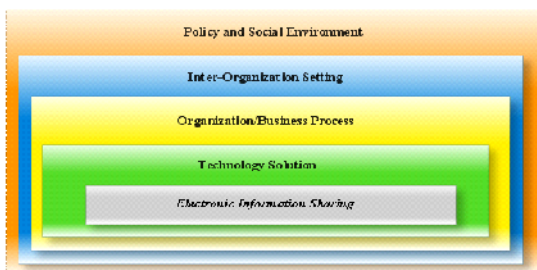 Policy and Social Environment
Inter-Organization Setting
Organization/Business Process
Technology Solution
Electronic Information Sharing